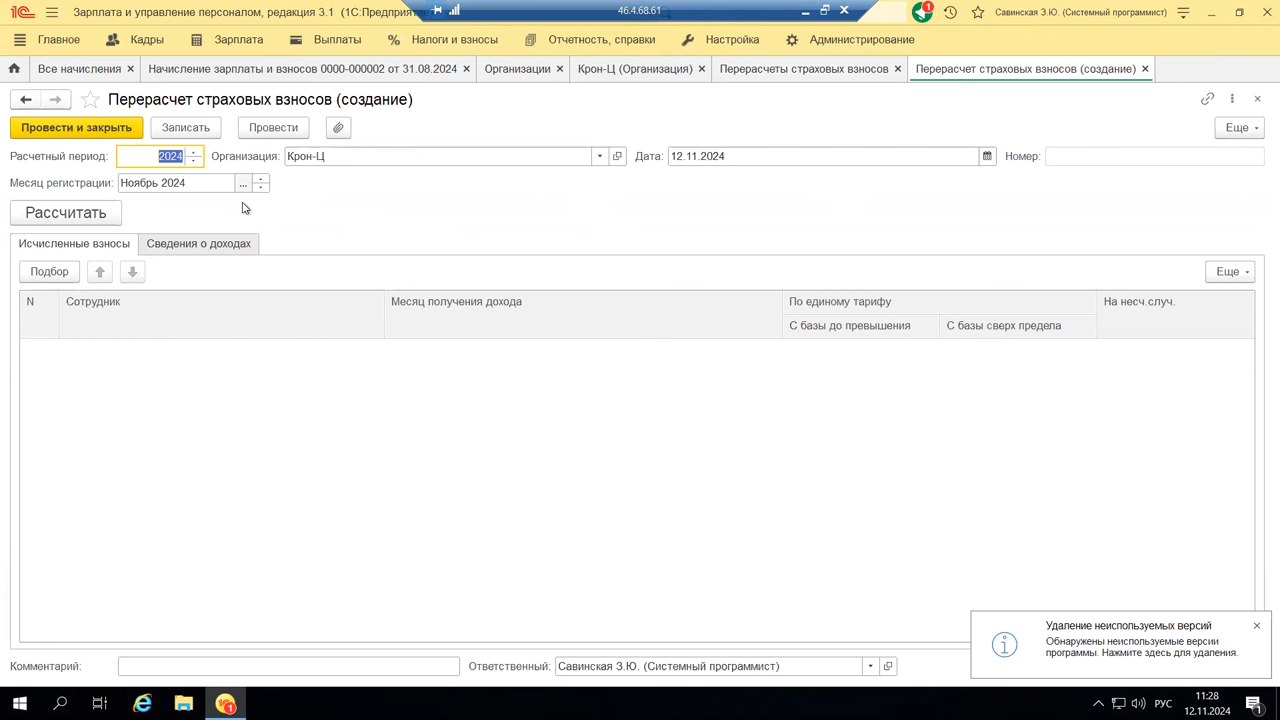 Зарплата и управление персоналом, редакция 3.1 (1С:Предприятие
46.4.68.61
1
Савинская З.Ю. (Системный программист)
Главное
Кадры
Зарплата
Выплаты
Налоги и взносы
Отчетность, справки
Настройка
Администрирование
Все начисления
Начисление зарплаты и взносов 0000-000002 от 31.08.2024
Организации
Крон-Ц (Организация)
Перерасчеты страховых взносов
Перерасчет страховых взносов (создание)
Перерасчет страховых взносов (создание)
Провести и закрыть
Записать
Провести
Еще
Расчетный период: 2024
Организация: Крон-Ц
Дата: 12.11.2024
Номер:
Месяц регистрации: Ноябрь 2024 ...
Рассчитать
Исчисленные взносы
Сведения о доходах
Подбор
Еще
N
Сотрудник
Месяц получения дохода
По единому тарифу
На несч.случ.
С базы до превышения
С базы сверх предела
Удаление неиспользуемых версий
Обнаружены неиспользуемые версии
программы. Нажмите здесь для удаления.
Комментарий:
Ответственный: Савинская З.Ю. (Системный программист)
1
РУС
11:28
12.11.2024
1